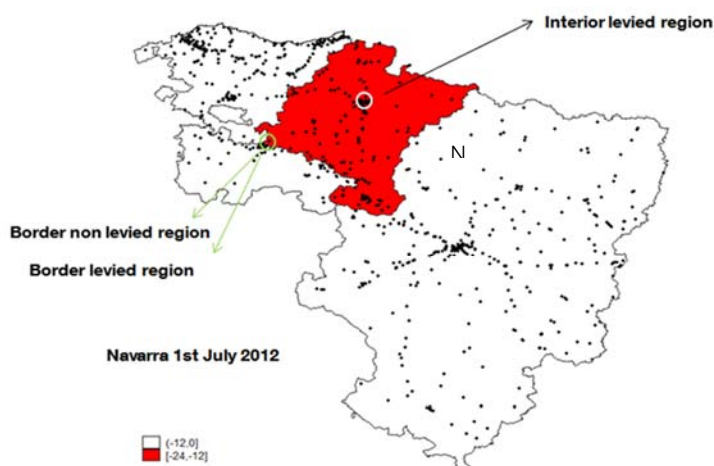 Interior levied region
N
Border non levied region
Border levied region
Navarra 1st July 2012
(-12,0]
[-24,-12]